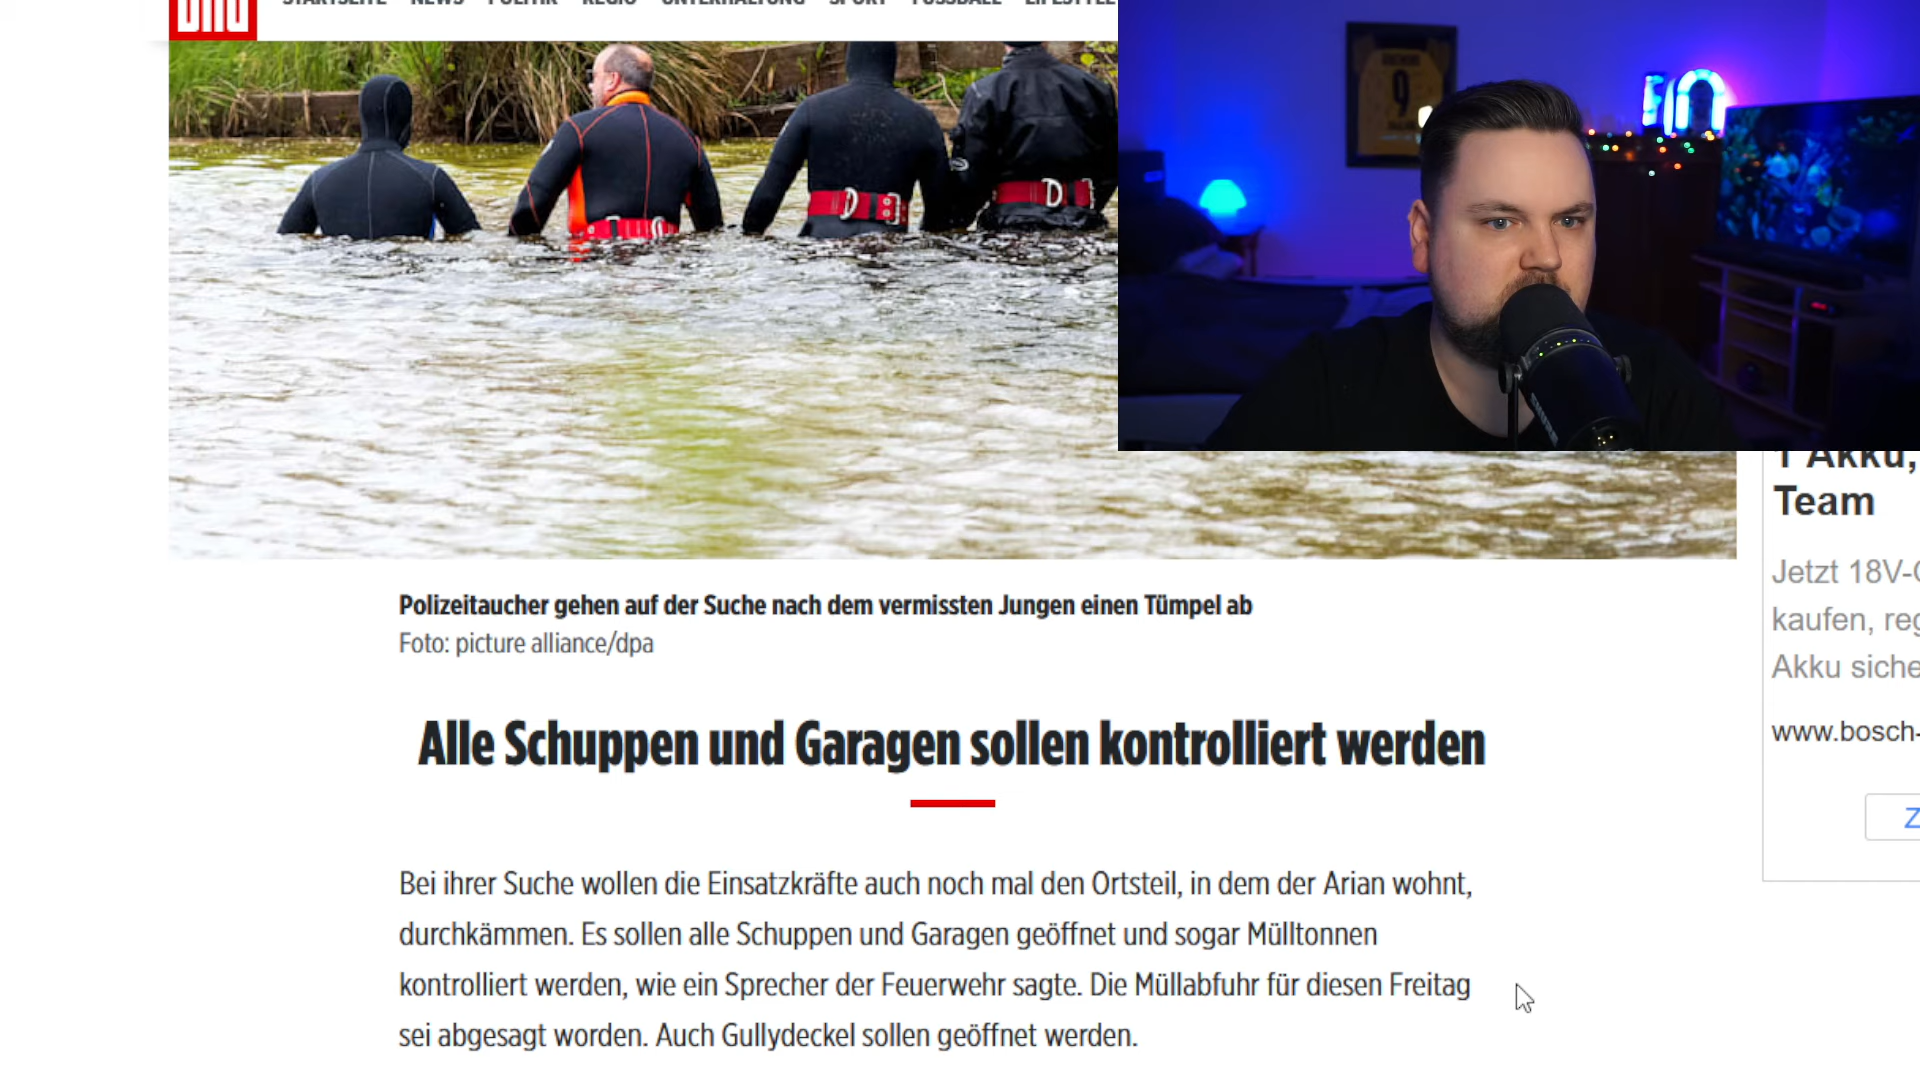 STARTSEITE NEWS POLITIK REGIO UNTERHALTUNG SPORT FUSSBALL LIFESTYLE
9
Polizeitaucher gehen auf der Suche nach dem vermissten Jungen einen Tümpel ab
Foto: picture alliance/dpa
Alle Schuppen und Garagen sollen kontrolliert werden
Bei ihrer Suche wollen die Einsatzkräfte auch noch mal den Ortsteil, in dem der Arian wohnt,
durchkämmen. Es sollen alle Schuppen und Garagen geöffnet und sogar Mülltonnen
kontrolliert werden, wie ein Sprecher der Feuerwehr sagte. Die Müllabfuhr für diesen Freitag
sei abgesagt worden. Auch Gullydeckel sollen geöffnet werden.
1 Akku,
Team
Jetzt 18V-
kaufen, reg
Akku siche
www.bosch-
Z